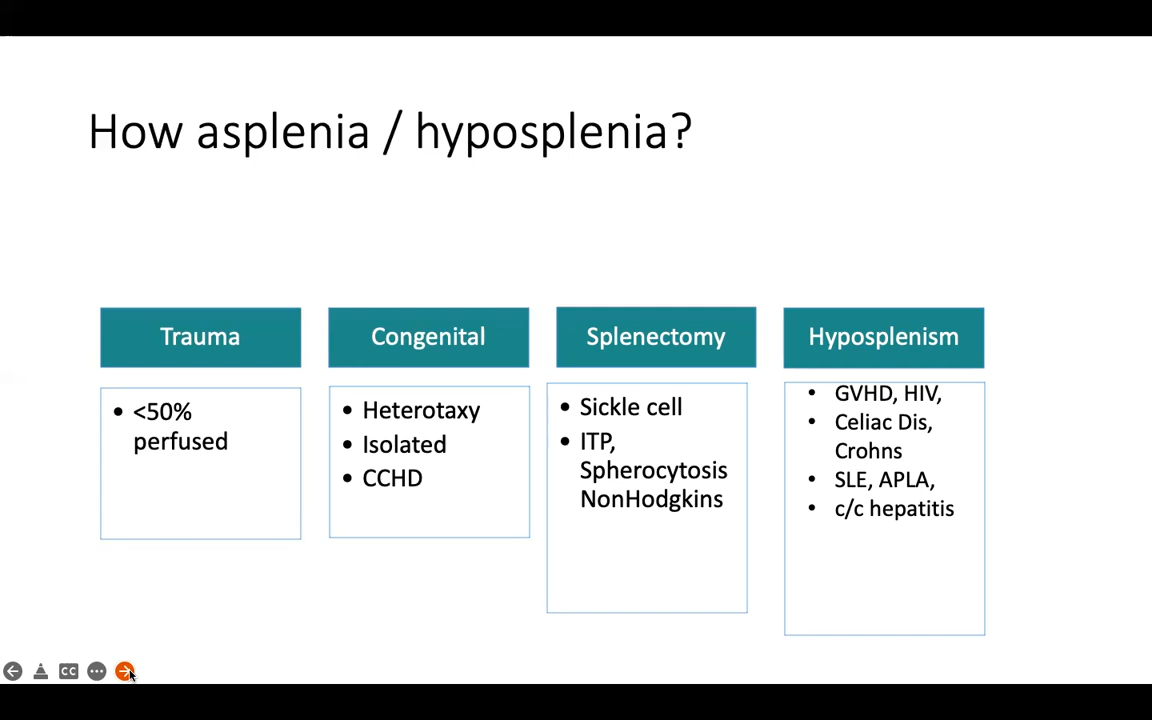 How asplenia / hyposplenia?
Trauma
• <50%
perfused
Congenital
• Heterotaxy
• Isolated
• CCHD
Splenectomy
• Sickle cell
• ITP,
Spherocytosis
NonHodgkins
Hyposplenism
• GVHD, HIV,
• Celiac Dis,
Crohns
• SLE, APLA,
• c/c hepatitis
CC